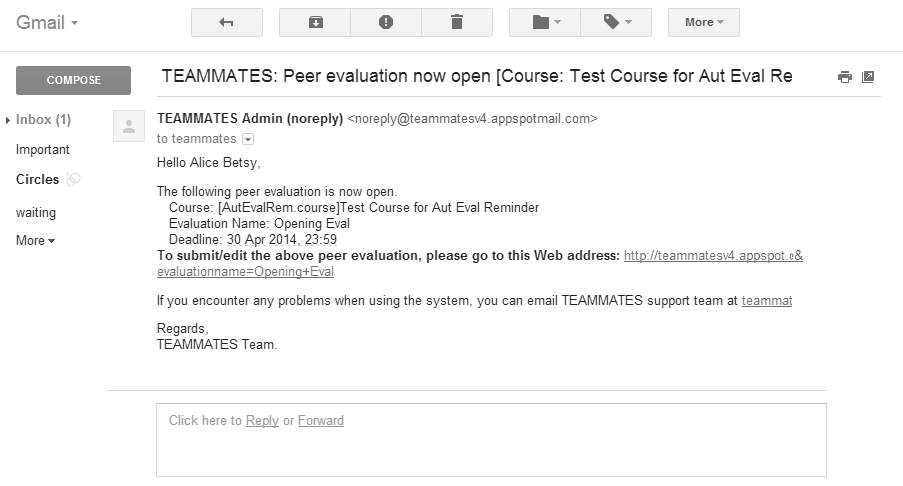 Gmail
More
COMPOSE
TEAMMATES: Peer evaluation now open [Course: Test Course for Aut Eval Re
Inbox (1)
Important
Circles
waiting
More
TEAMMATES Admin (noreply) <noreply@teammatesv4.appspotmail.com>
to teammates
Hello Alice Betsy,
The following peer evaluation is now open.
Course: [AutEvalRem.course]Test Course for Aut Eval Reminder
Evaluation Name: Opening Eval
Deadline: 30 Apr 2014, 23:59
To submit/edit the above peer evaluation, please go to this Web address: http://teammatesv4.appspot.e&
evaluationname=Opening+Eval
If you encounter any problems when using the system, you can email TEAMMATES support team at teammat
Regards,
TEAMMATES Team.
Click here to Reply or Forward